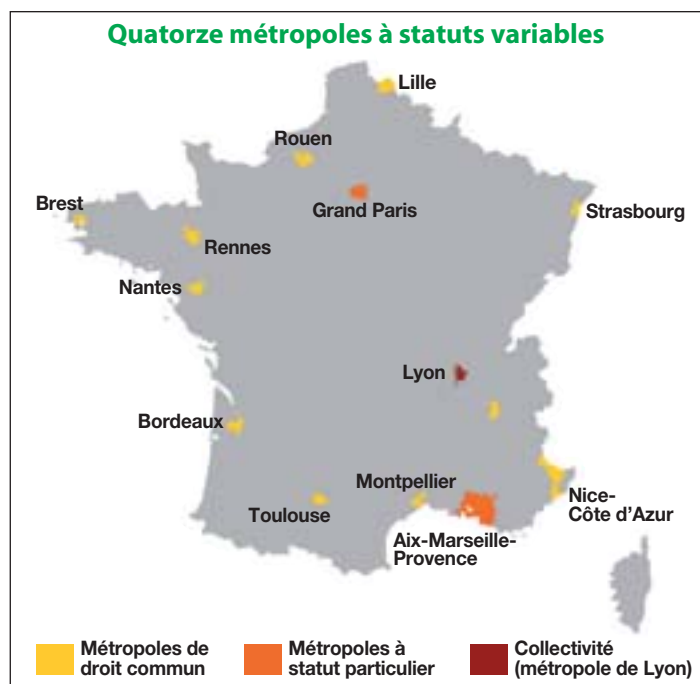 Quatorze métropoles à statuts variables
Lille
Rouen
Grand Paris
Brest
Strasbourg
Rennes
Nantes
Lyon
Bordeaux
Montpellier
Toulouse
Nice-
Côte d'Azur
Aix-Marseille-
Provence
Métropoles de
droit commun
Métropoles à
statut particulier
Collectivité
(métropole de Lyon)